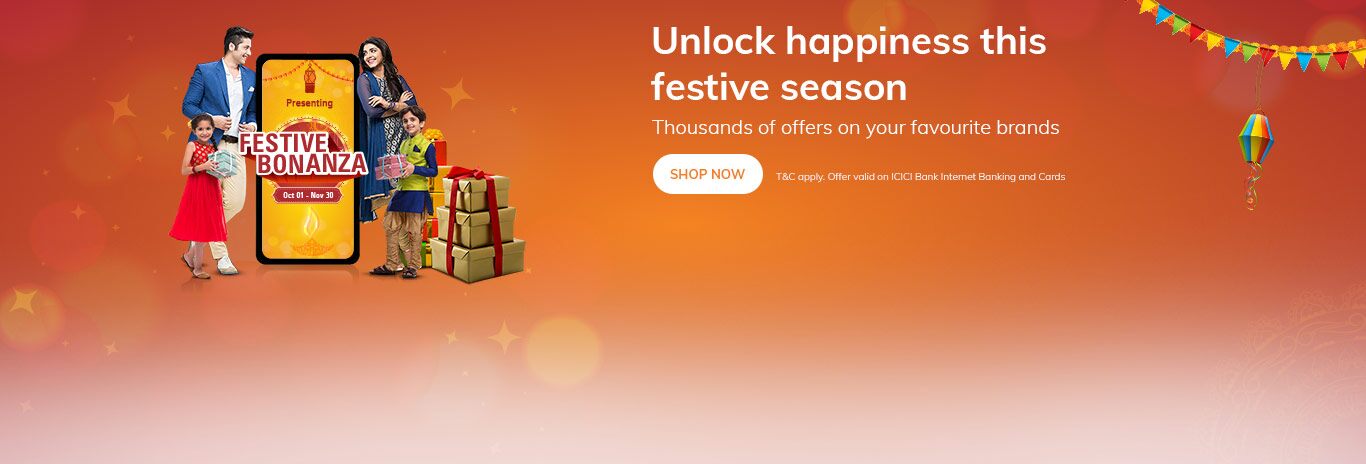 Presenting
FESTIVE
BONANZA
Oct 01 - Nov 30
Unlock happiness this
festive season
Thousands of offers on your favourite brands
SHOP NOW
T&C apply. Offer valid on ICICI Bank Internet Banking and Cards